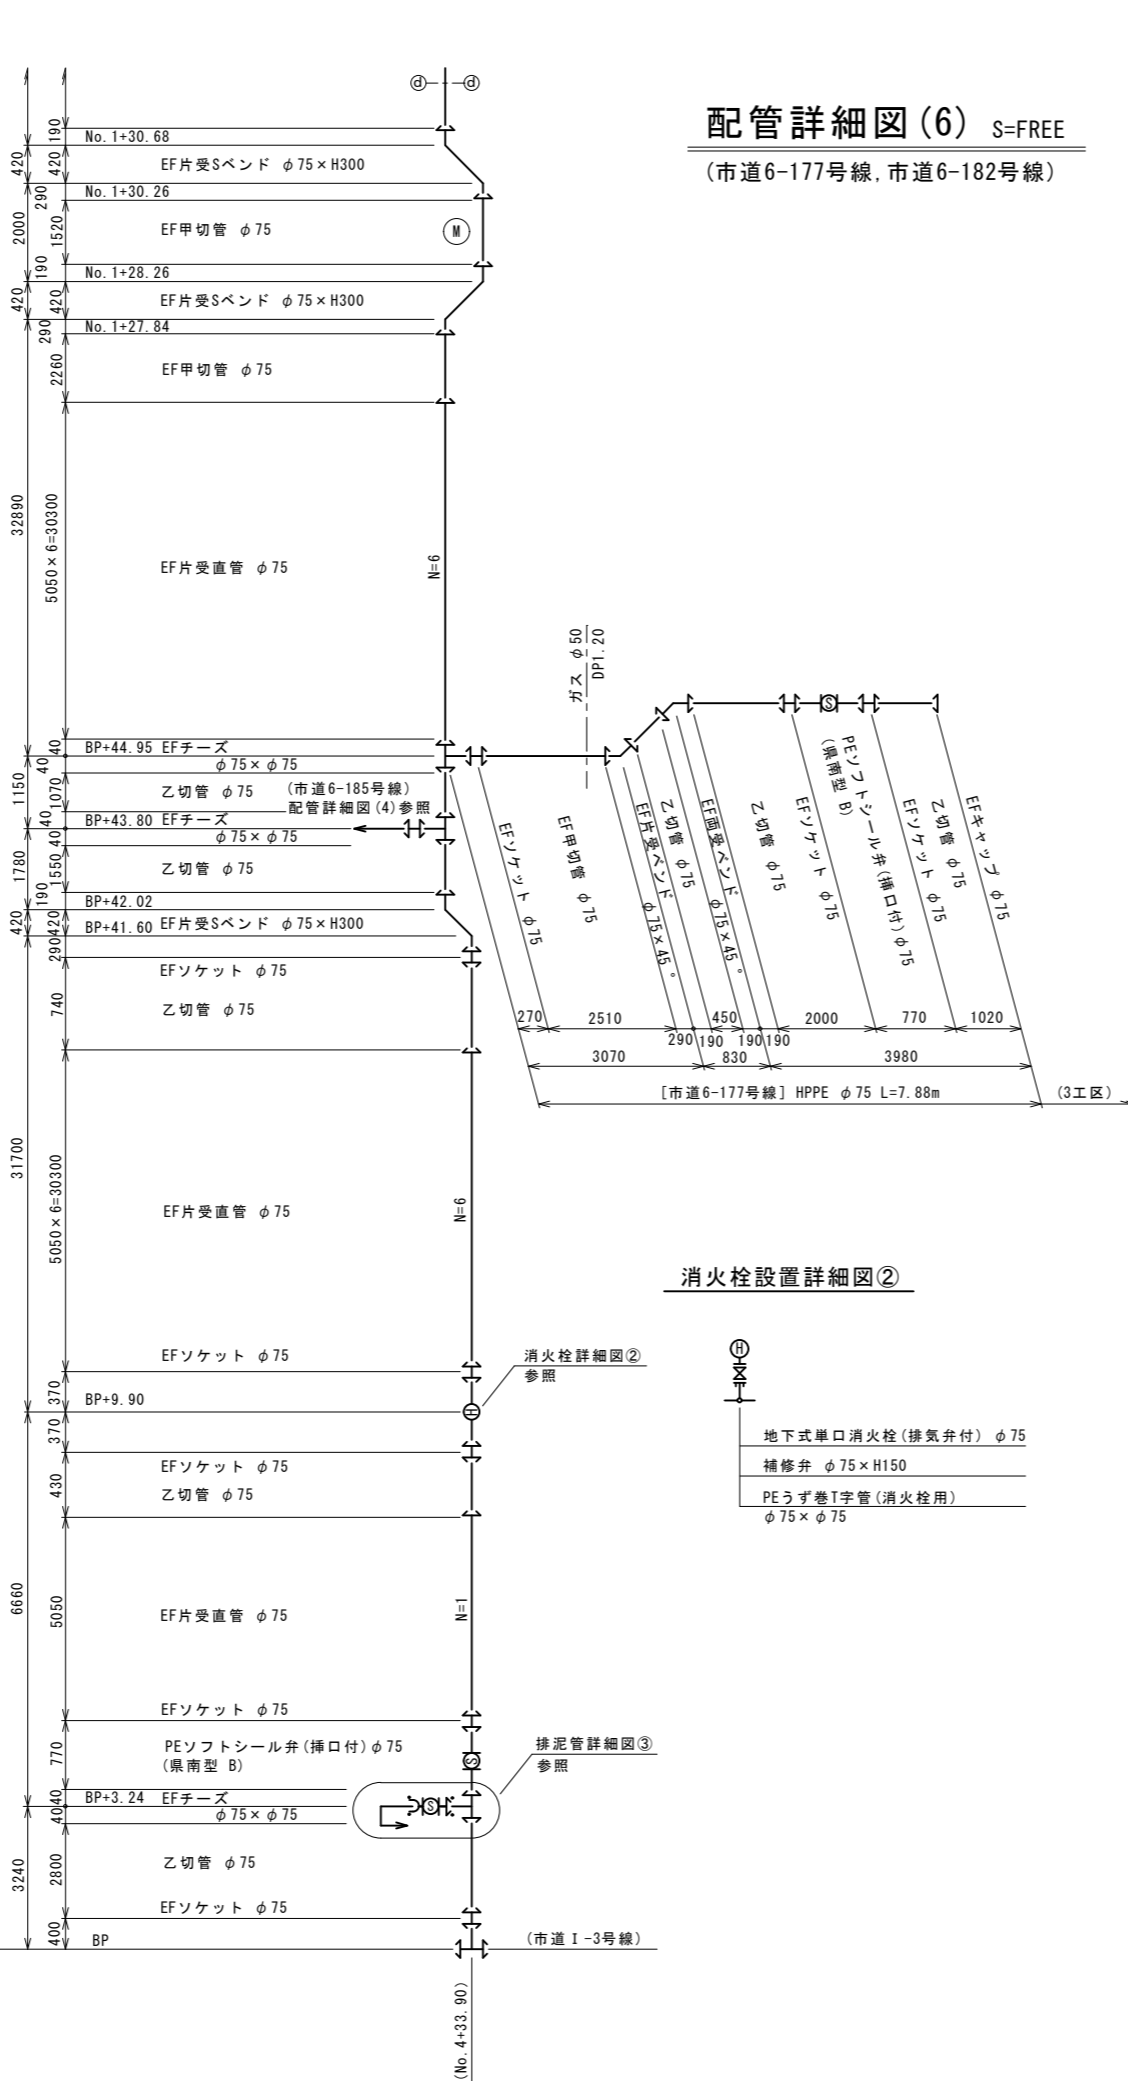 配管詳細図(6) S=FREE
(市道6-177号線,市道6-182号線)
ⓓ ⓓ
190
No.1+30.68
420
420
EF片受Sベンド φ75×H300
No.1+30.26
290
2000
1520
EF甲切管 φ75
M
190
No.1+28.26
420
420
EF片受Sベンド φ75×H300
No.1+27.84
290
2260
EF甲切管 φ75
32890
5050×6=30300
EF片受直管 φ75
N=6
ガス φ50
DP1.20
40
BP+44.95 EFチーズ
φ75×φ75
40
1150
1070
乙切管 φ75
(市道6-185号線)
配管詳細図(4)参照
40
BP+43.80 EFチーズ
φ75×φ75
40
1780
1550
乙切管 φ75
190
BP+42.02
420
420
BP+41.60 EF片受Sベンド φ75×H300
290
EFソケット φ75
740
乙切管 φ75
EFソケット φ75
EF甲切管 φ75
EF片受ベンド φ75×45°
乙切管 φ75
EF両受ベンド φ75×45°
乙切管 φ75
EFソケット φ75
PEソフトシール弁(挿口付)φ75
(県南型 B)
EFソケット φ75
乙切管 φ75
EFキャップ φ75
270 2510 450 2000 770 1020
290 190 190 190
3070 830 3980
[市道6-177号線] HPPE φ75 L=7.88m
(3工区)
31700
5050×6=30300
EF片受直管 φ75
N=6
EFソケット φ75
消火栓詳細図②
参照
370
BP+9.90
H
370
EFソケット φ75
430
乙切管 φ75
6660
5050
EF片受直管 φ75
N=1
EFソケット φ75
770
PEソフトシール弁(挿口付)φ75
(県南型 B)
S
排泥管詳細図③
参照
40
BP+3.24 EFチーズ
φ75×φ75
40
S
3240
2800
乙切管 φ75
EFソケット φ75
400
BP
(市道Ⅰ-3号線)
(No.4+33.90)
消火栓設置詳細図②
H
地下式単口消火栓(排気弁付) φ75
補修弁 φ75×H150
PEうず巻T字管(消火栓用)
φ75×φ75